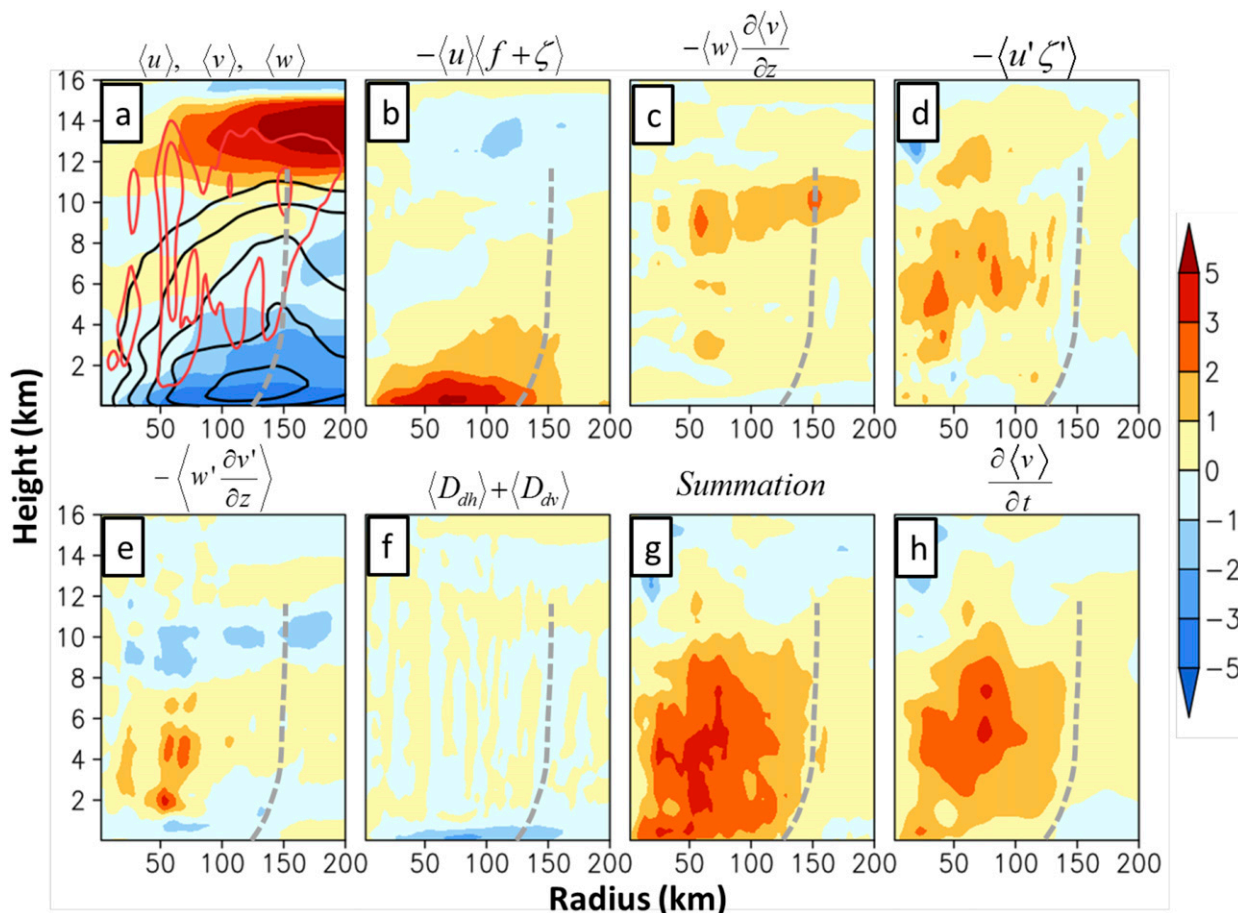 ⟨u⟩, ⟨v⟩, ⟨w⟩
−⟨u⟩⟨f + ζ⟩
−⟨w⟩ ∂⟨v⟩/∂z
−⟨u'ζ'⟩
16
14
12
10
8
6
4
2
a
b
c
d
50 100 150 200
50 100 150 200
50 100 150 200
50 100 150 200
−⟨w' ∂v'/∂z⟩
⟨D_dh⟩ + ⟨D_dv⟩
Summation
∂⟨v⟩/∂t
16
14
12
10
8
6
4
2
e
f
g
h
50 100 150 200
50 100 150 200
50 100 150 200
50 100 150 200
Height (km)
Radius (km)
5
3
2
1
0
−1
−2
−3
−5